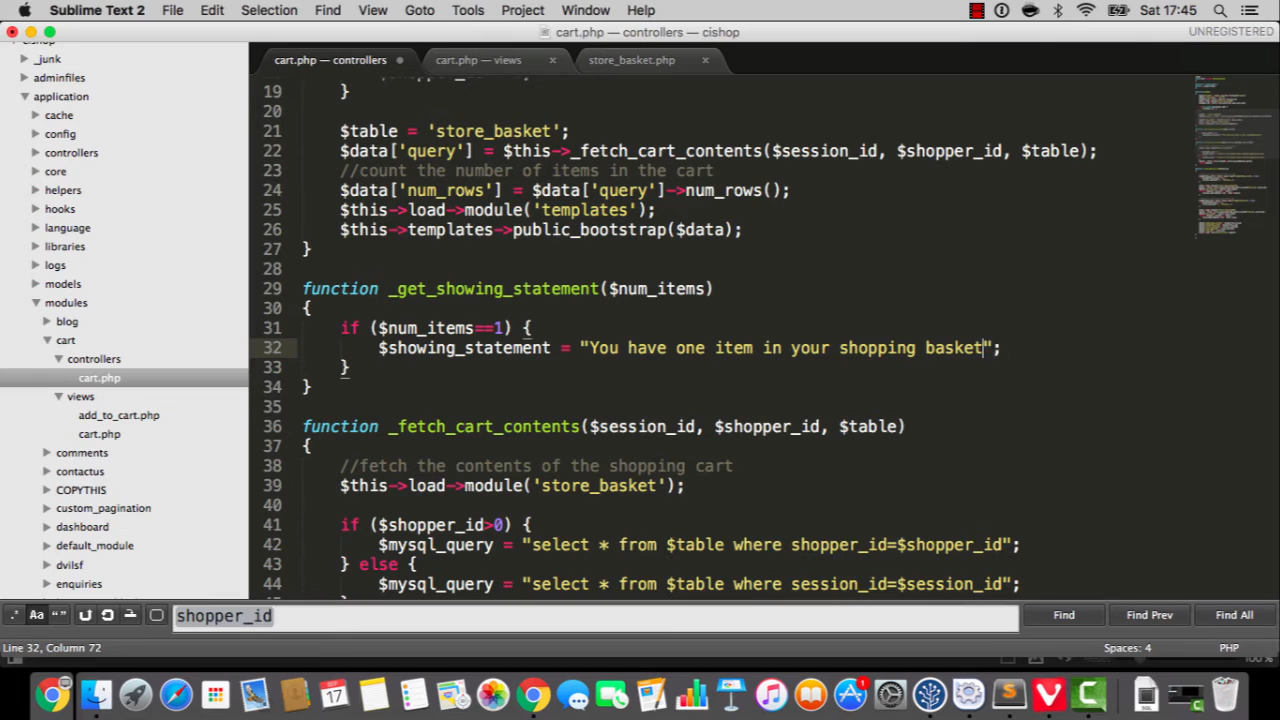 Sublime Text 2 File Edit Selection Find View Goto Tools Project Window Help Sat 17:45
cart.php — controllers — cishop UNREGISTERED
cishop
_junk
adminfiles
application
cache
config
controllers
core
helpers
hooks
language
libraries
logs
models
modules
blog
cart
controllers
cart.php
views
add_to_cart.php
cart.php
comments
contactus
COPYTHIS
custom_pagination
dashboard
default_module
dvilsf
enquiries
cart.php — controllers cart.php — views store_basket.php
19 }
20
21 $table = 'store_basket';
22 $data['query'] = $this->_fetch_cart_contents($session_id, $shopper_id, $table);
23 //count the number of items in the cart
24 $data['num_rows'] = $data['query']->num_rows();
25 $this->load->module('templates');
26 $this->templates->public_bootstrap($data);
27 }
28
29 function _get_showing_statement($num_items)
30 {
31 if ($num_items==1) {
32 $showing_statement = "You have one item in your shopping basket";
33 }
34 }
35
36 function _fetch_cart_contents($session_id, $shopper_id, $table)
37 {
38 //fetch the contents of the shopping cart
39 $this->load->module('store_basket');
40
41 if ($shopper_id>0) {
42 $mysql_query = "select * from $table where shopper_id=$shopper_id";
43 } else {
44 $mysql_query = "select * from $table where session_id=$session_id";
.* Aa “” shopper_id Find Find Prev Find All
Line 32, Column 72 Spaces: 4 PHP
100%
17
1